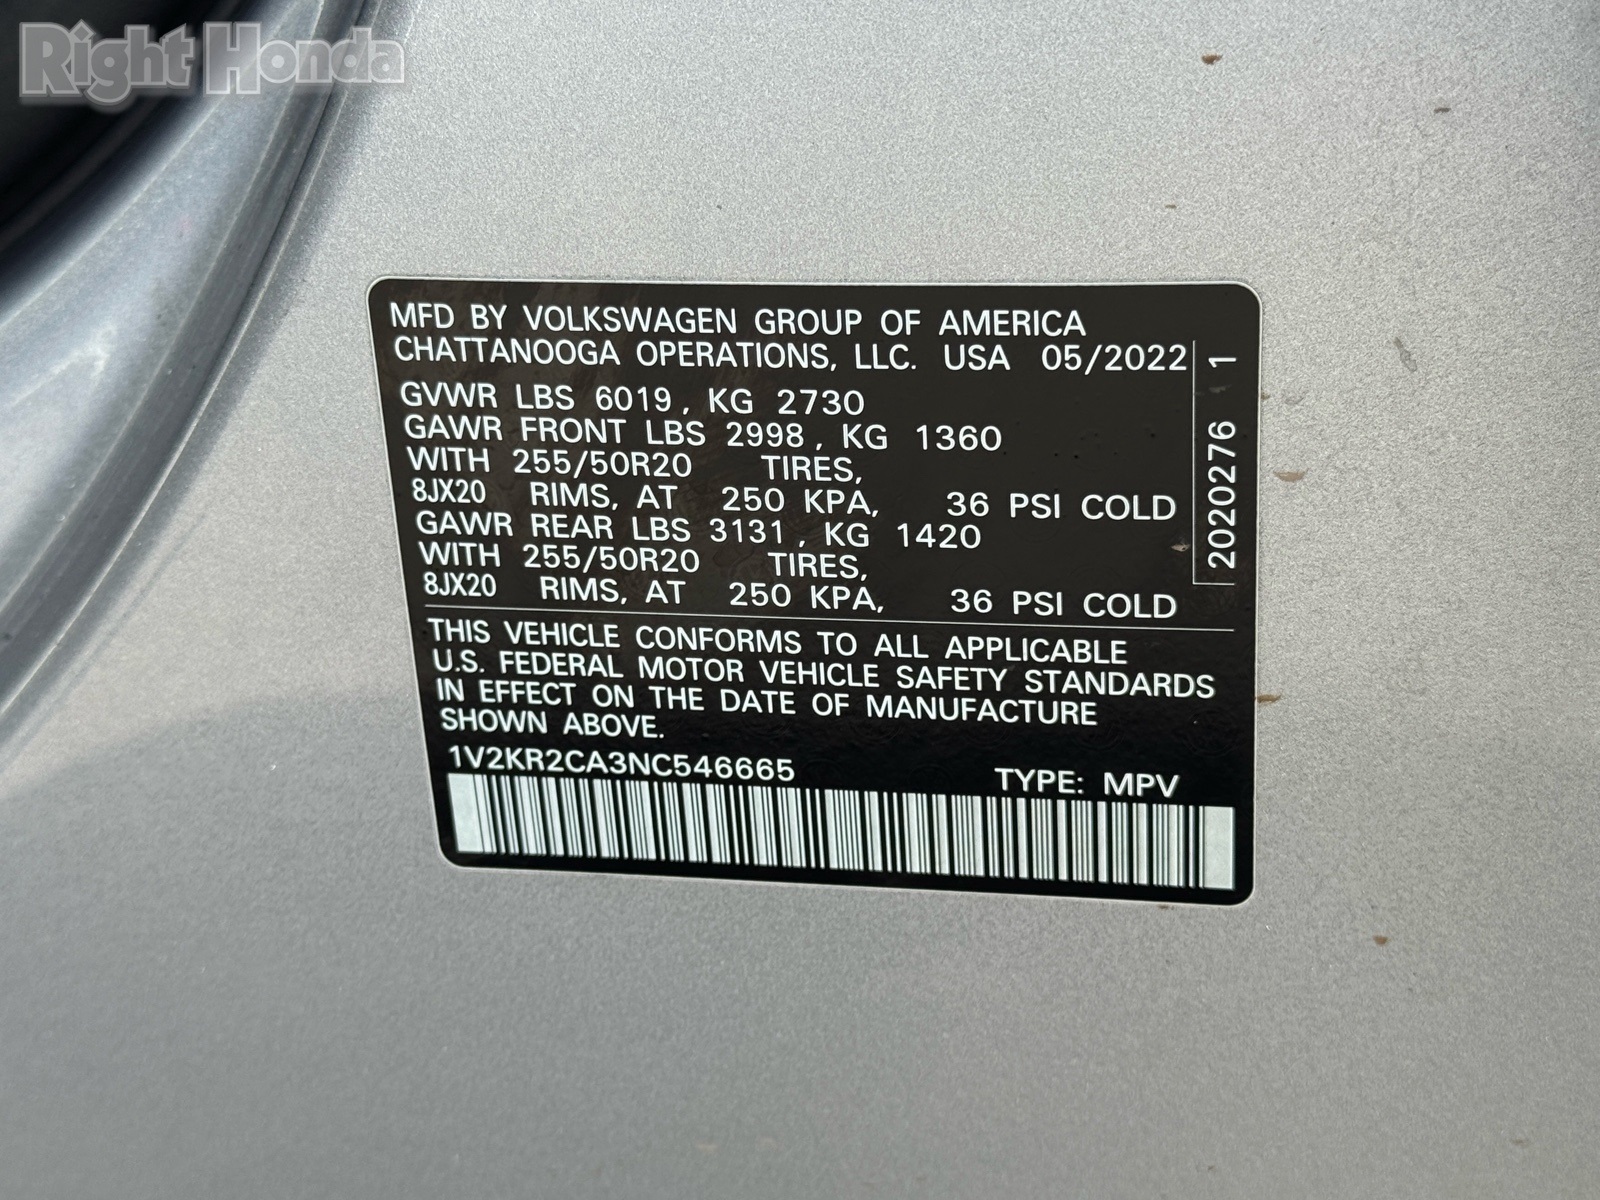 Right Honda
MFD BY VOLKSWAGEN GROUP OF AMERICA
CHATTANOOGA OPERATIONS, LLC. USA 05/2022
GVWR LBS 6019, KG 2730
GAWR FRONT LBS 2998, KG 1360
WITH 255/50R20 TIRES,
8JX20 RIMS, AT 250 KPA, 36 PSI COLD
GAWR REAR LBS 3131, KG 1420
WITH 255/50R20 TIRES,
8JX20 RIMS, AT 250 KPA, 36 PSI COLD
2020276 1
THIS VEHICLE CONFORMS TO ALL APPLICABLE
U.S. FEDERAL MOTOR VEHICLE SAFETY STANDARDS
IN EFFECT ON THE DATE OF MANUFACTURE
SHOWN ABOVE.
1V2KR2CA3NC546665 TYPE: MPV